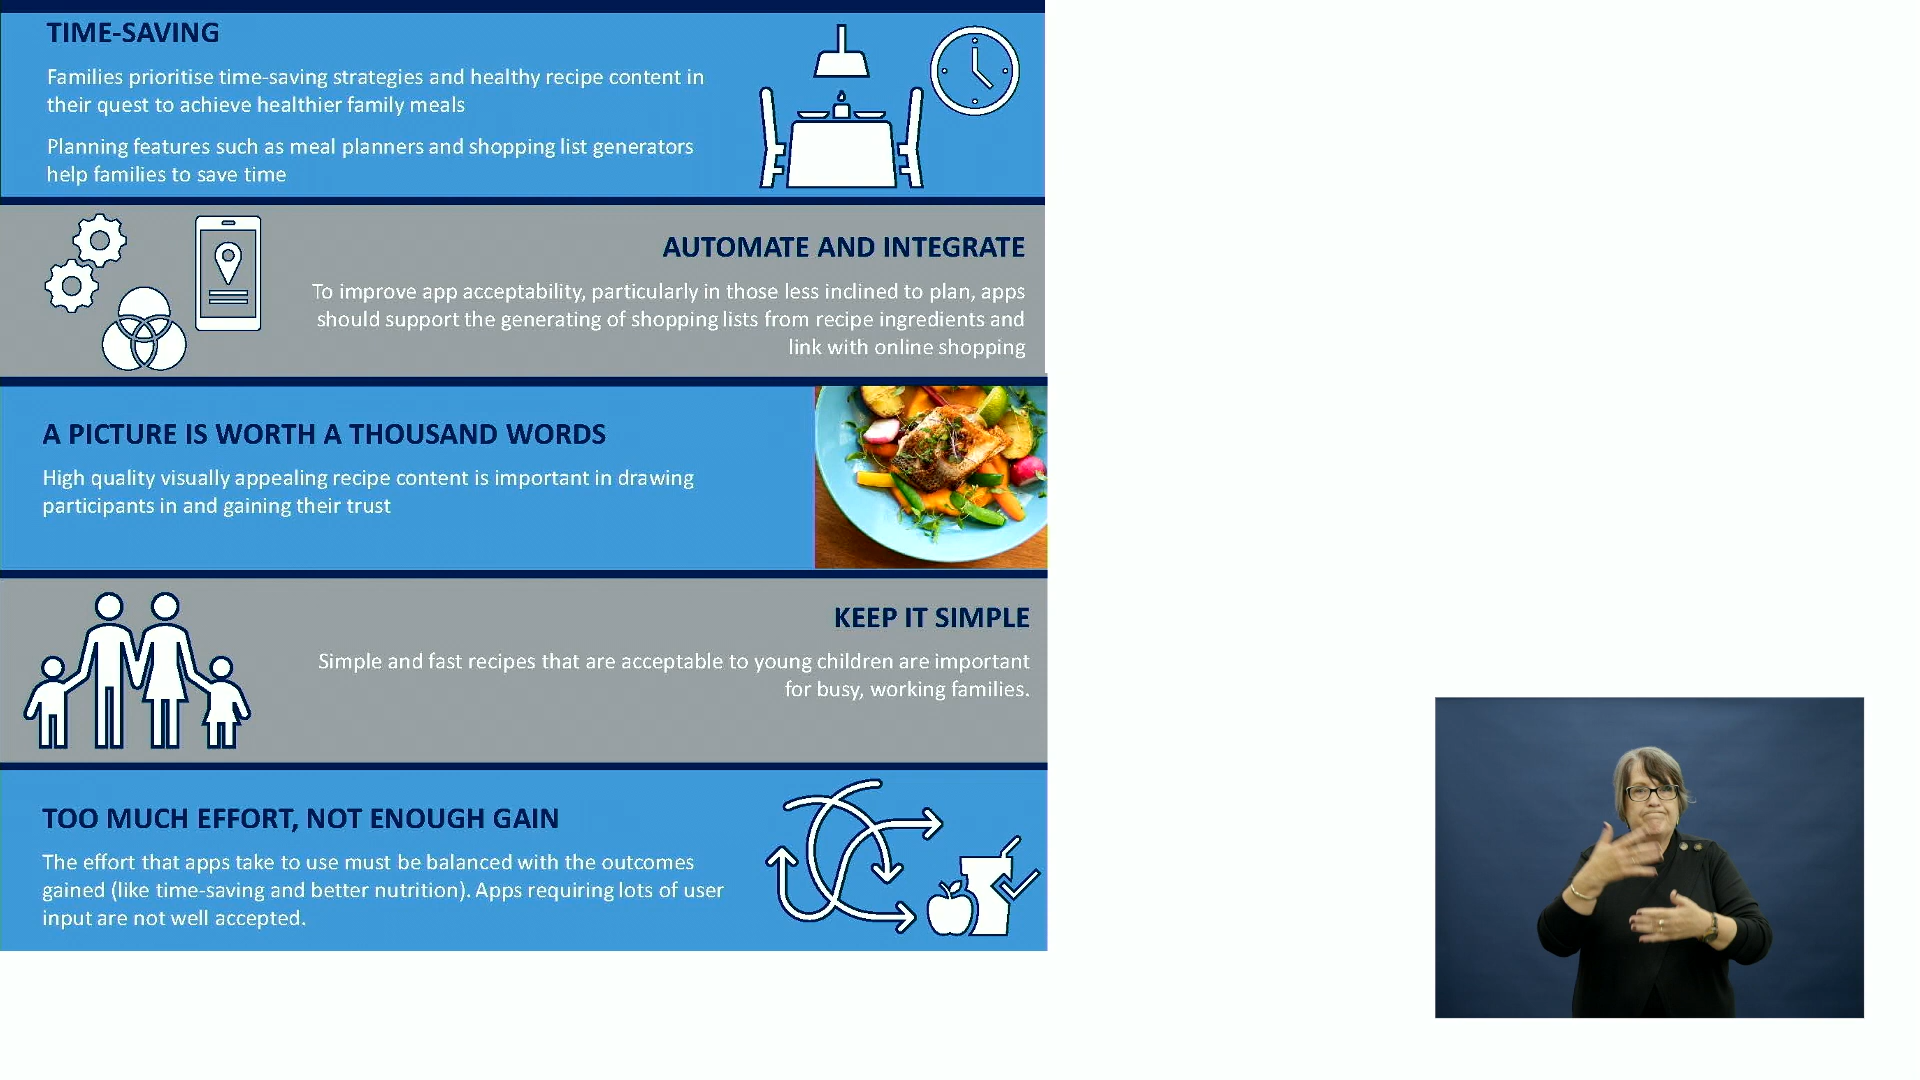 TIME-SAVING
Families prioritise time-saving strategies and healthy recipe content in
their quest to achieve healthier family meals
Planning features such as meal planners and shopping list generators
help families to save time
AUTOMATE AND INTEGRATE
To improve app acceptability, particularly in those less inclined to plan, apps
should support the generating of shopping lists from recipe ingredients and
link with online shopping
A PICTURE IS WORTH A THOUSAND WORDS
High quality visually appealing recipe content is important in drawing
participants in and gaining their trust
KEEP IT SIMPLE
Simple and fast recipes that are acceptable to young children are important
for busy, working families.
TOO MUCH EFFORT, NOT ENOUGH GAIN
The effort that apps take to use must be balanced with the outcomes
gained (like time-saving and better nutrition). Apps requiring lots of user
input are not well accepted.